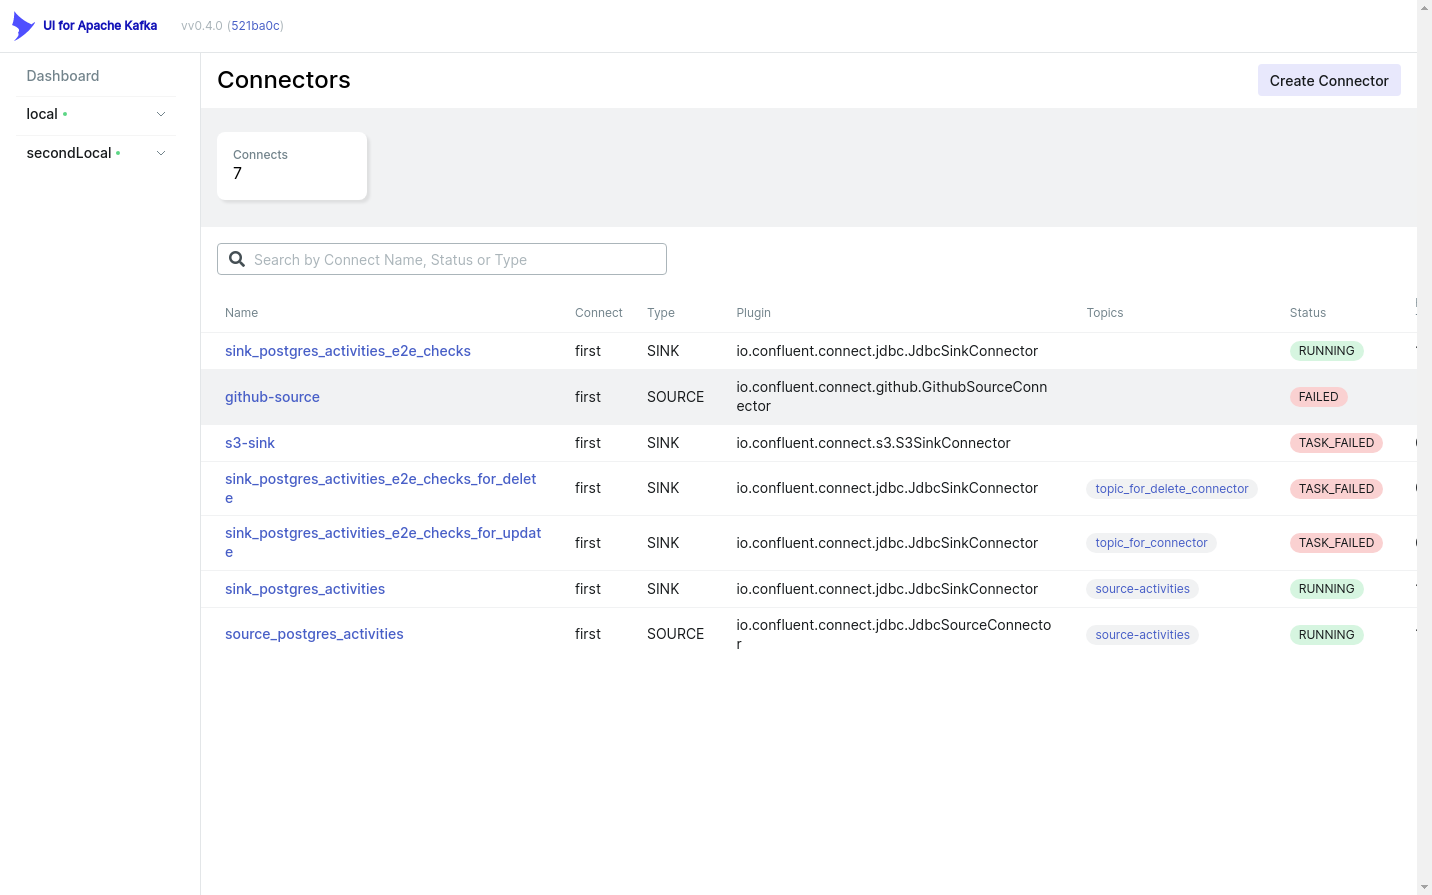 UI for Apache Kafka vv0.4.0 (521ba0c)
Dashboard
local
secondLocal
Connectors
Create Connector
Connects
7
Search by Connect Name, Status or Type
Name Connect Type Plugin Topics Status
sink_postgres_activities_e2e_checks first SINK io.confluent.connect.jdbc.JdbcSinkConnector RUNNING
github-source first SOURCE io.confluent.connect.github.GithubSourceConn
ector FAILED
s3-sink first SINK io.confluent.connect.s3.S3SinkConnector TASK_FAILED
sink_postgres_activities_e2e_checks_for_delet
e first SINK io.confluent.connect.jdbc.JdbcSinkConnector topic_for_delete_connector TASK_FAILED
sink_postgres_activities_e2e_checks_for_updat
e first SINK io.confluent.connect.jdbc.JdbcSinkConnector topic_for_connector TASK_FAILED
sink_postgres_activities first SINK io.confluent.connect.jdbc.JdbcSinkConnector source-activities RUNNING
source_postgres_activities first SOURCE io.confluent.connect.jdbc.JdbcSourceConnecto
r source-activities RUNNING